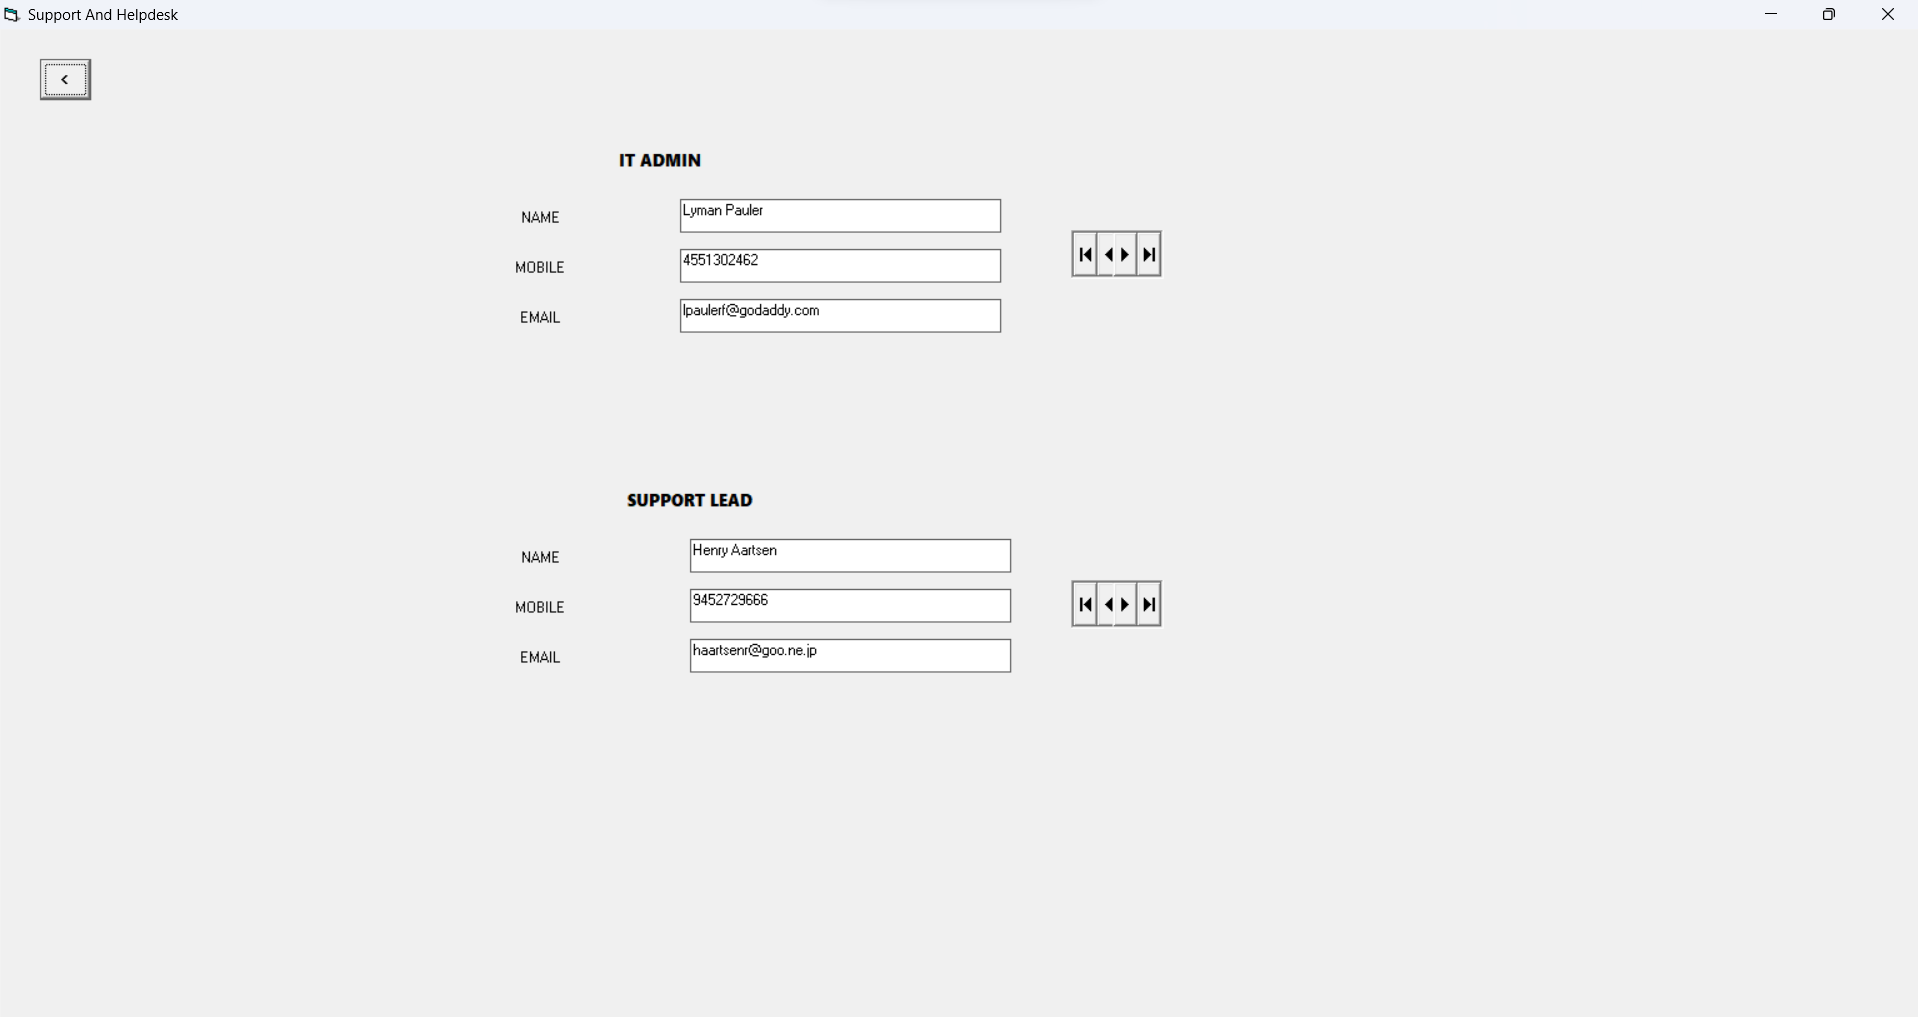 Support And Helpdesk
<
IT ADMIN
NAME Lyman Pauler
MOBILE 4551302462
EMAIL lpaulerf@godaddy.com
SUPPORT LEAD
NAME Henry Aartsen
MOBILE 9452729666
EMAIL haartsenr@goo.ne.jp